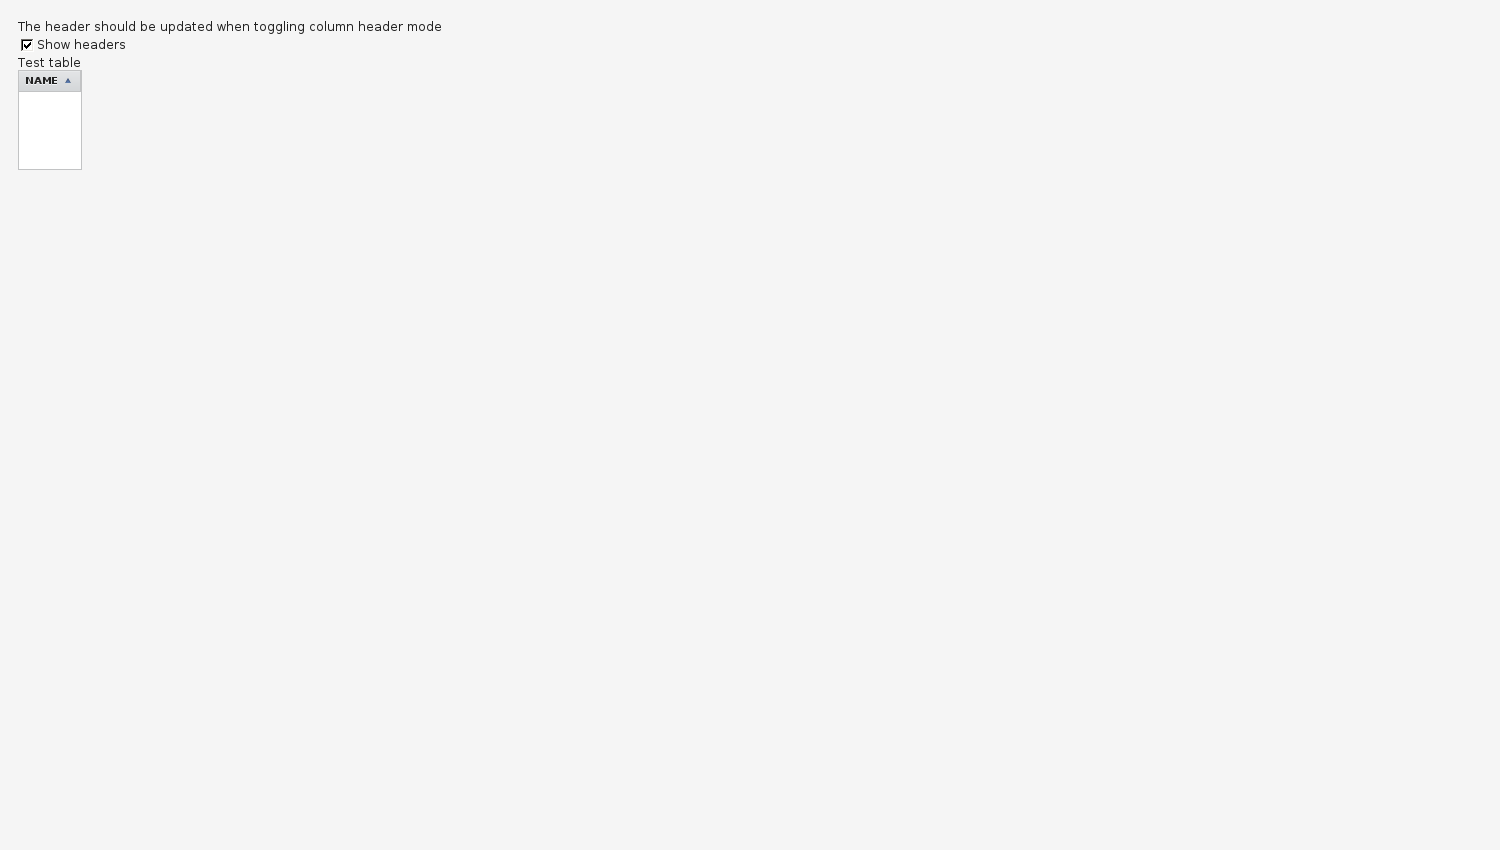 The header should be updated when toggling column header mode
Show headers
Test table
NAME